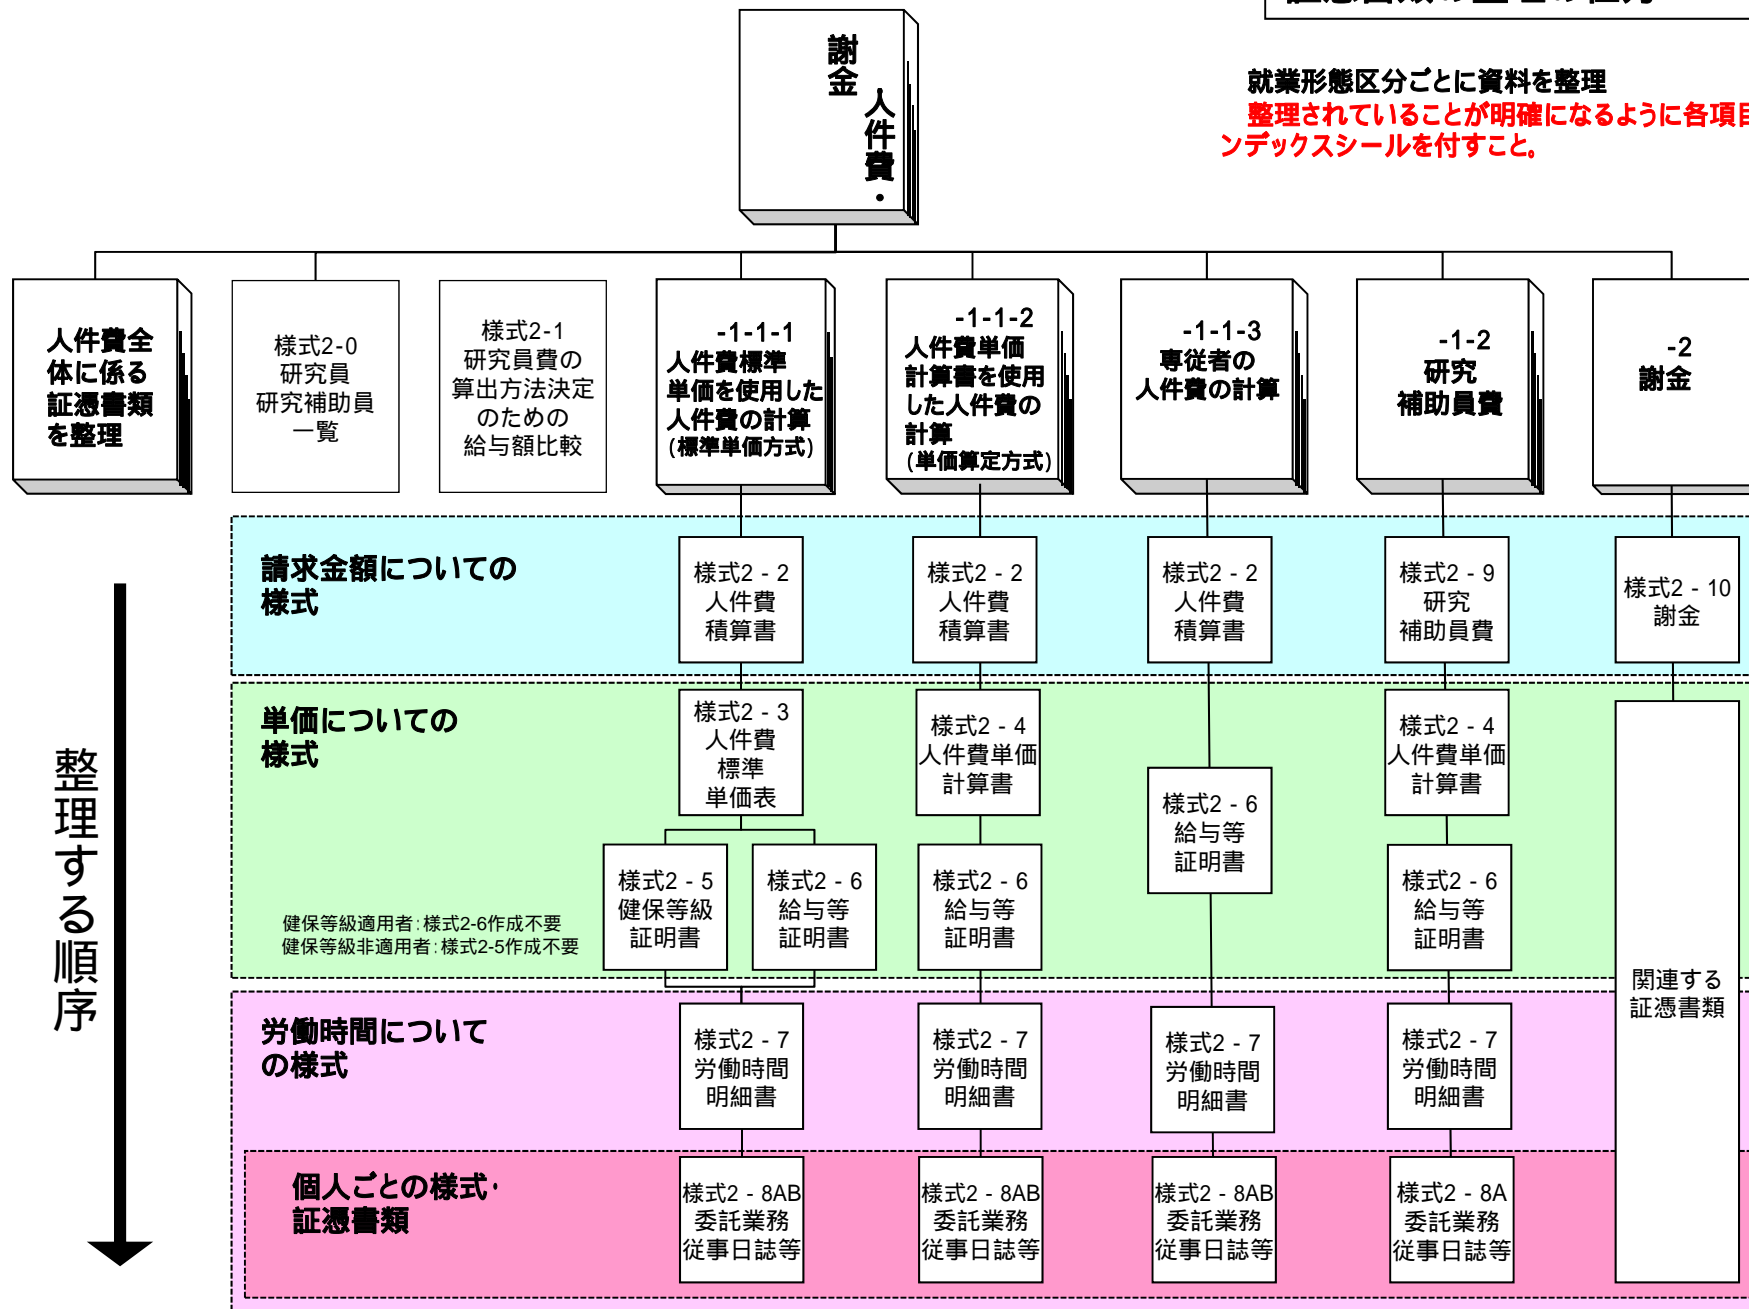 証憑書類の整理の仕方
謝金
人件費・
就業形態区分ごとに資料を整理
整理されていることが明確になるように各項目
ンデックスシールを付すこと。
人件費全
体に係る
証憑書類
を整理
様式2-0
研究員
研究補助員
一覧
様式2-1
研究員費の
算出方法決定
のための
給与額比較
-1-1-1
人件費標準
単価を使用した
人件費の計算
(標準単価方式)
-1-1-2
人件費単価
計算書を使用
した人件費の
計算
(単価算定方式)
-1-1-3
専従者の
人件費の計算
-1-2
研究
補助員費
-2
謝金
請求金額についての
様式
様式2 - 2
人件費
積算書
様式2 - 2
人件費
積算書
様式2 - 2
人件費
積算書
様式2 - 9
研究
補助員費
様式2 - 10
謝金
整理する順序
単価についての
様式
様式2 - 3
人件費
標準
単価表
様式2 - 4
人件費単価
計算書
様式2 - 6
給与等
証明書
様式2 - 4
人件費単価
計算書
健保等級適用者:様式2-6作成不要
健保等級非適用者:様式2-5作成不要
様式2 - 5
健保等級
証明書
様式2 - 6
給与等
証明書
様式2 - 6
給与等
証明書
様式2 - 6
給与等
証明書
関連する
証憑書類
労働時間について
の様式
様式2 - 7
労働時間
明細書
様式2 - 7
労働時間
明細書
様式2 - 7
労働時間
明細書
様式2 - 7
労働時間
明細書
個人ごとの様式・
証憑書類
様式2 - 8AB
委託業務
従事日誌等
様式2 - 8AB
委託業務
従事日誌等
様式2 - 8AB
委託業務
従事日誌等
様式2 - 8A
委託業務
従事日誌等